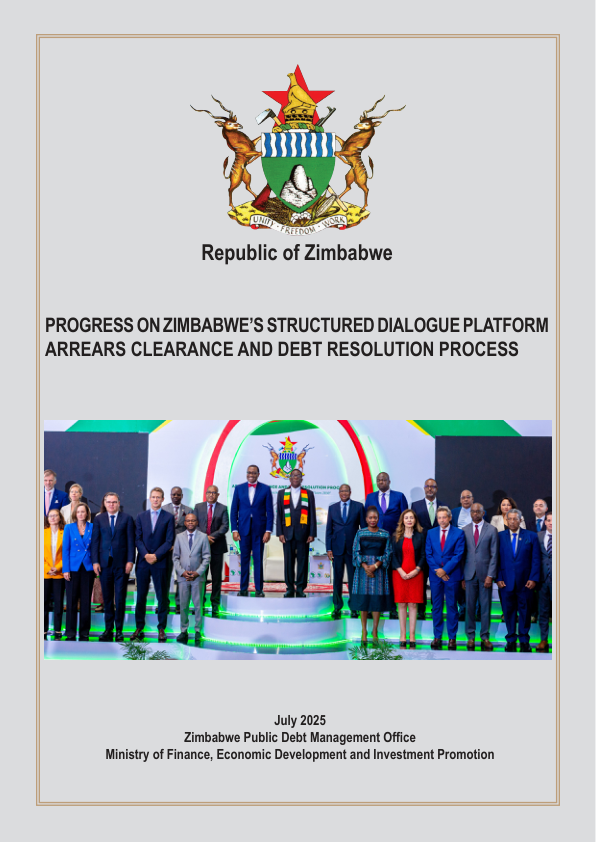 UNITY FREEDOM WORK
Republic of Zimbabwe
PROGRESS ON ZIMBABWE'S STRUCTURED DIALOGUE PLATFORM
ARREARS CLEARANCE AND DEBT RESOLUTION PROCESS
July 2025
Zimbabwe Public Debt Management Office
Ministry of Finance, Economic Development and Investment Promotion